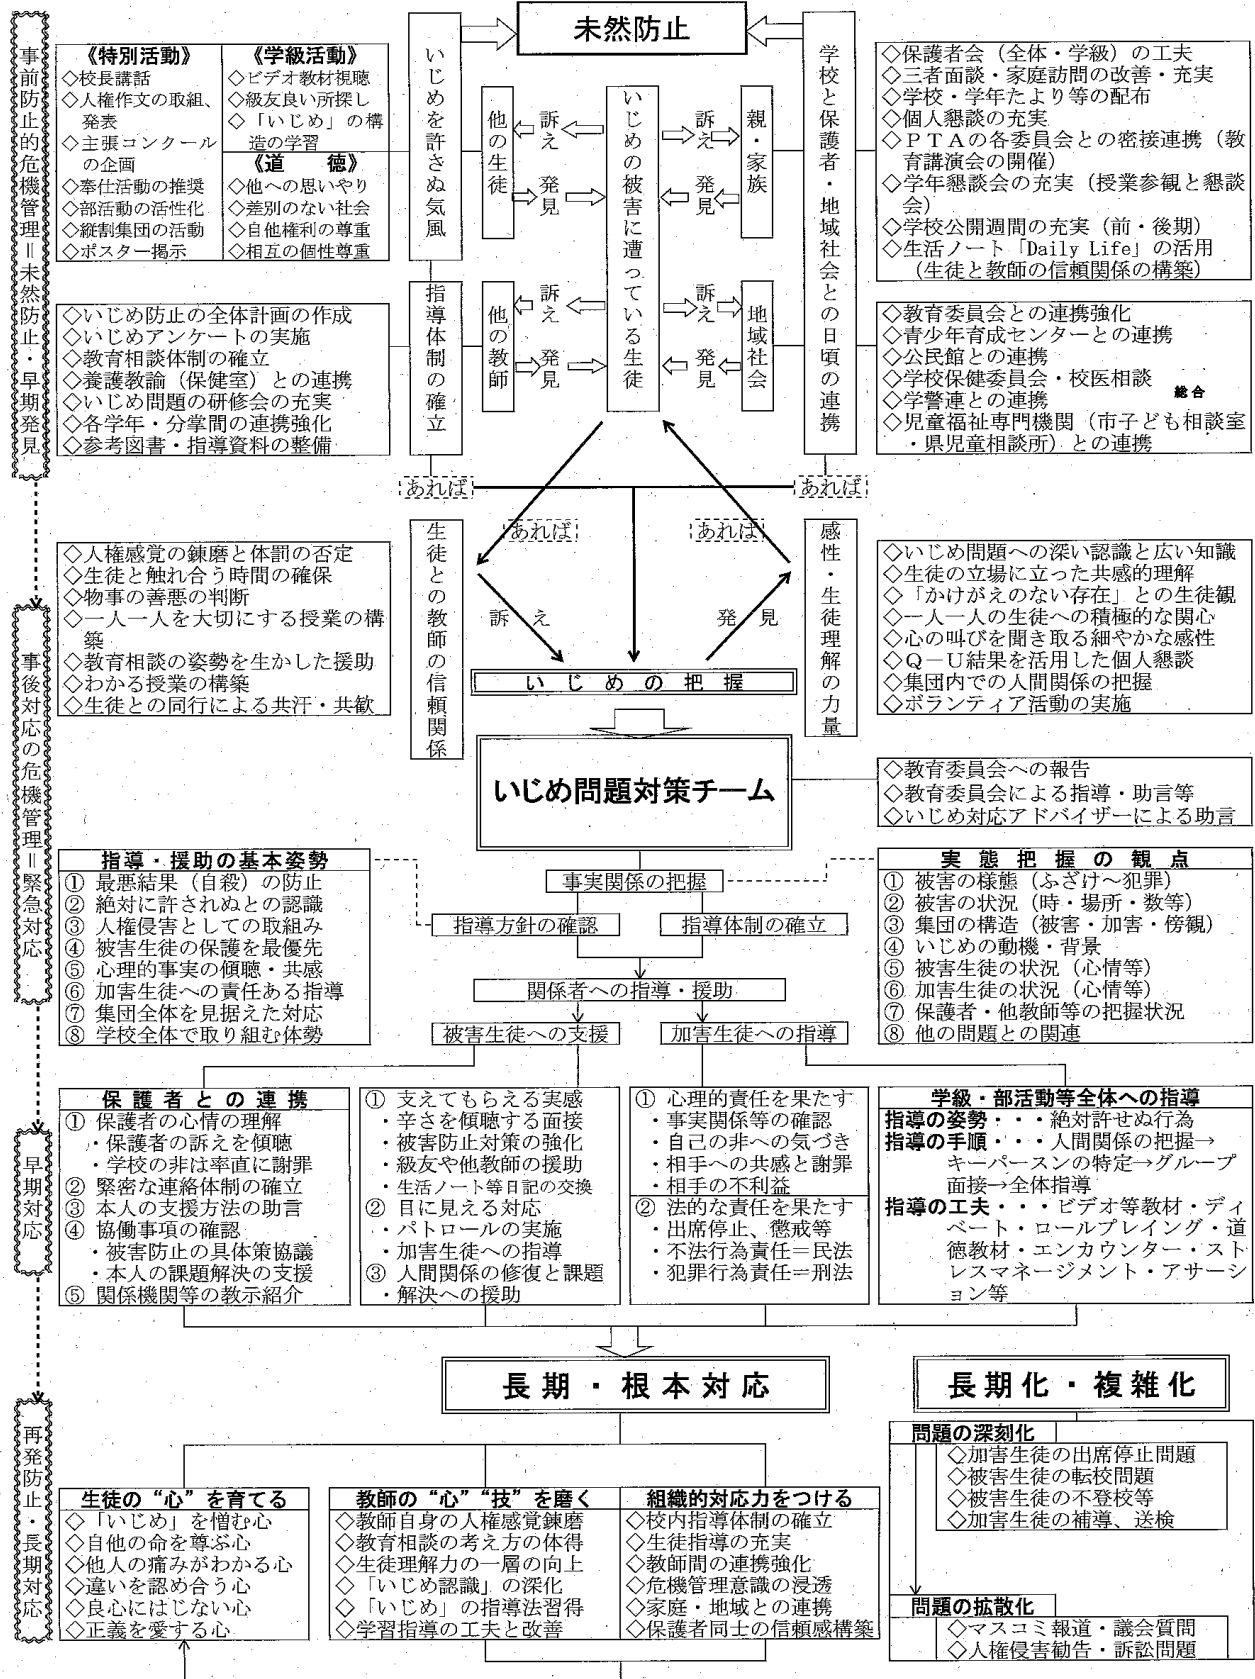 未然防止
事前防止的危機管理＝未然防止・早期発見
《特別活動》
◇校長講話
◇人権作文の取組、
発表
◇主張コンクール
の企画
◇奉仕活動の推奨
◇部活動の活性化
◇縦割集団の活動
◇ポスター掲示
《学級活動》
◇ビデオ教材視聴
◇級友良い所探し
◇「いじめ」の構
造の学習
《道　徳》
◇他への思いやり
◇差別のない社会
◇自他権利の尊重
◇相互の個性尊重
いじめを許さぬ気風
他の生徒
訴え
発見
いじめの被害に遭っている生徒
訴え
発見
親・家族
学校と保護者・地域社会との日頃の連携
◇保護者会（全体・学級）の工夫
◇三者面談・家庭訪問の改善・充実
◇学校・学年たより等の配布
◇個人懇談の充実
◇ＰＴＡの各委員会との密接連携（教
育講演会の開催）
◇学年懇談会の充実（授業参観と懇談
会）
◇学校公開週間の充実（前・後期）
◇生活ノート「Daily Life」の活用
（生徒と教師の信頼関係の構築）
◇いじめ防止の全体計画の作成
◇いじめアンケートの実施
◇教育相談体制の確立
◇養護教諭（保健室）との連携
◇いじめ問題の研修会の充実
◇各学年・分掌間の連携強化
◇参考図書・指導資料の整備
指導体制の確立
他の教師
訴え
発見
訴え
発見
地域社会
◇教育委員会との連携強化
◇青少年育成センターとの連携
◇公民館との連携
◇学校保健委員会・校医相談
◇学警連との連携
総合
◇児童福祉専門機関（市子ども相談室
・県児童相談所）との連携
あれば
あれば
あれば
あれば
事後対応の危機管理＝緊急対応
◇人権感覚の錬磨と体罰の否定
◇生徒と触れ合う時間の確保
◇物事の善悪の判断
◇一人一人を大切にする授業の構
築
◇教育相談の姿勢を生かした援助
◇わかる授業の構築
◇生徒との同行による共汗・共歓
生徒との教師の信頼関係
訴え
発見
感性・生徒理解の力量
◇いじめ問題への深い認識と広い知識
◇生徒の立場に立った共感的理解
◇「かけがえのない存在」との生徒観
◇一人一人の生徒への積極的な関心
◇心の叫びを聞き取る細やかな感性
◇Ｑ－Ｕ結果を活用した個人懇談
◇集団内での人間関係の把握
◇ボランティア活動の実施
いじめの把握
いじめ問題対策チーム
◇教育委員会への報告
◇教育委員会による指導・助言等
◇いじめ対応アドバイザーによる助言
指導・援助の基本姿勢
① 最悪結果（自殺）の防止
② 絶対に許されぬとの認識
③ 人権侵害としての取組み
④ 被害生徒の保護を最優先
⑤ 心理的事実の傾聴・共感
⑥ 加害生徒への責任ある指導
⑦ 集団全体を見据えた対応
⑧ 学校全体で取り組む体勢
事実関係の把握
指導方針の確認
指導体制の確立
関係者への指導・援助
被害生徒への支援
加害生徒への指導
実態把握の観点
① 被害の様態（ふざけ～犯罪）
② 被害の状況（時・場所・数等）
③ 集団の構造（被害・加害・傍観）
④ いじめの動機・背景
⑤ 被害生徒の状況（心情等）
⑥ 加害生徒の状況（心情等）
⑦ 保護者・他教師等の把握状況
⑧ 他の問題との関連
早期対応
保護者との連携
① 保護者の心情の理解
・保護者の訴えを傾聴
・学校の非は率直に謝罪
② 緊密な連絡体制の確立
③ 本人の支援方法の助言
④ 協働事項の確認
・被害防止の具体策協議
・本人の課題解決の支援
⑤ 関係機関等の教示紹介
① 支えてもらえる実感
・辛さを傾聴する面接
・被害防止対策の強化
・級友や他教師の援助
・生活ノート等日記の交換
② 目に見える対応
・パトロールの実施
・加害生徒への指導
③ 人間関係の修復と課題
・解決への援助
① 心理的責任を果たす
・事実関係等の確認
・自己の非への気づき
・相手への共感と謝罪
・相手の不利益
② 法的な責任を果たす
・出席停止、懲戒等
・不法行為責任＝民法
・犯罪行為責任＝刑法
学級・部活動等全体への指導
指導の姿勢・・・絶対許せぬ行為
指導の手順・・・人間関係の把握→
キーパースンの特定→グループ
面接→全体指導
指導の工夫・・・ビデオ等教材・ディ
ベート・ロールプレイング・道
徳教材・エンカウンター・スト
レスマネージメント・アサーシ
ョン等
長期・根本対応
長期化・複雑化
再発防止・長期対応
生徒の“心”を育てる
◇「いじめ」を憎む心
◇自他の命を尊ぶ心
◇他人の痛みがわかる心
◇違いを認め合う心
◇良心にはじない心
◇正義を愛する心
教師の“心”“技”を磨く
◇教師自身の人権感覚錬磨
◇教育相談の考え方の体得
◇生徒理解力の一層の向上
◇「いじめ認識」の深化
◇「いじめ」の指導法習得
◇学習指導の工夫と改善
組織的対応力をつける
◇校内指導体制の確立
◇生徒指導の充実
◇教師間の連携強化
◇危機管理意識の浸透
◇家庭・地域との連携
◇保護者同士の信頼感構築
問題の深刻化
◇加害生徒の出席停止問題
◇被害生徒の転校問題
◇被害生徒の不登校等
◇加害生徒の補導、送検
問題の拡散化
◇マスコミ報道・議会質問
◇人権侵害勧告・訴訟問題